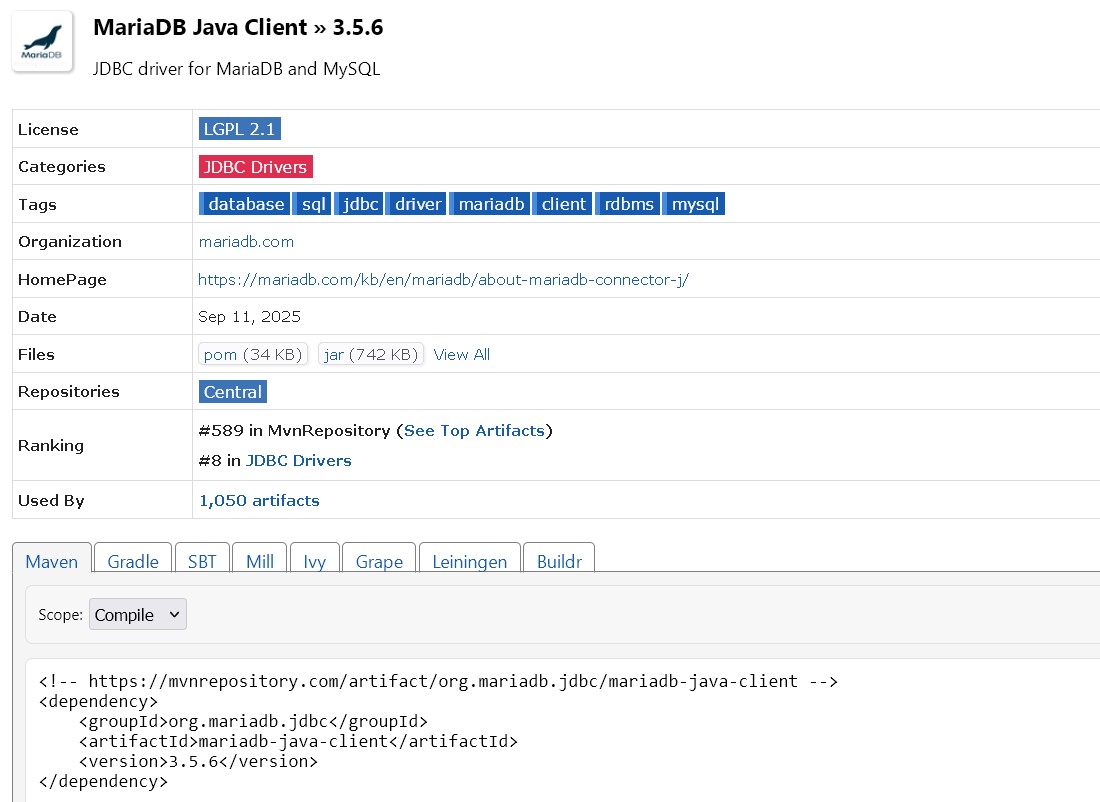 MariaDB
MariaDB Java Client » 3.5.6
JDBC driver for MariaDB and MySQL
License LGPL 2.1
Categories JDBC Drivers
Tags database sql jdbc driver mariadb client rdbms mysql
Organization mariadb.com
HomePage https://mariadb.com/kb/en/mariadb/about-mariadb-connector-j/
Date Sep 11, 2025
Files pom (34 KB) jar (742 KB) View All
Repositories Central
Ranking #589 in MvnRepository (See Top Artifacts)
#8 in JDBC Drivers
Used By 1,050 artifacts
Maven Gradle SBT Mill Ivy Grape Leiningen Buildr
Scope: Compile
<!-- https://mvnrepository.com/artifact/org.mariadb.jdbc/mariadb-java-client -->
<dependency>
    <groupId>org.mariadb.jdbc</groupId>
    <artifactId>mariadb-java-client</artifactId>
    <version>3.5.6</version>
</dependency>